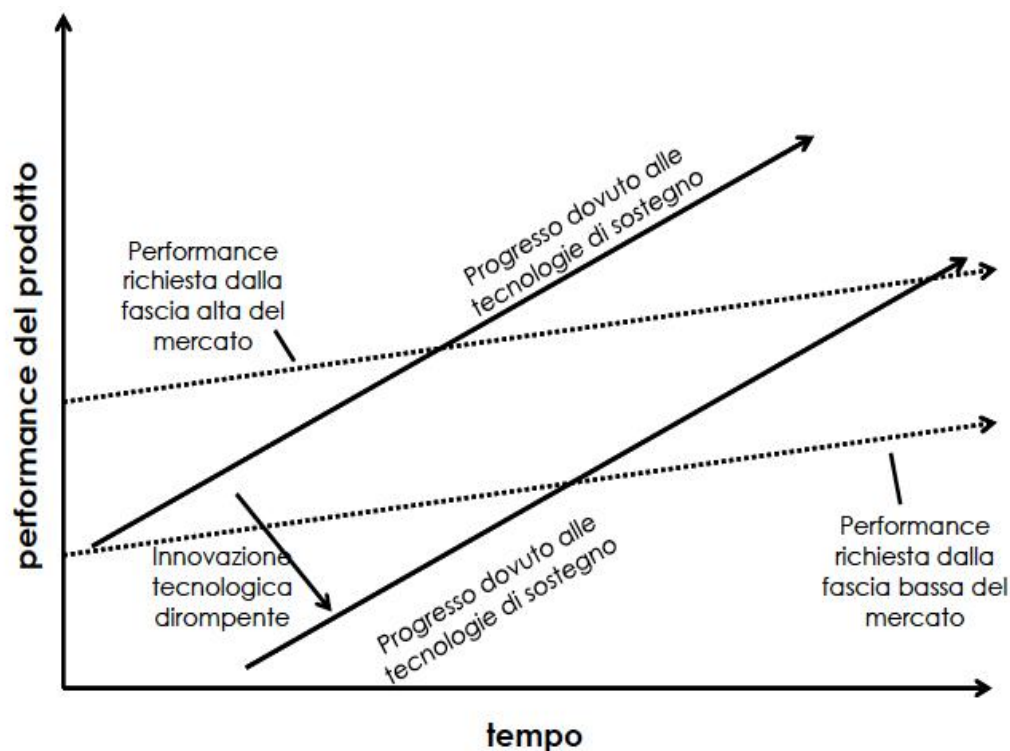 performance del prodotto
Performance
richiesta dalla
fascia alta del
mercato
Progresso dovuto alle
tecnologie di sostegno
Innovazione
tecnologica
dirompente
Progresso dovuto alle
tecnologie di sostegno
Performance
richiesta dalla
fascia bassa del
mercato
tempo